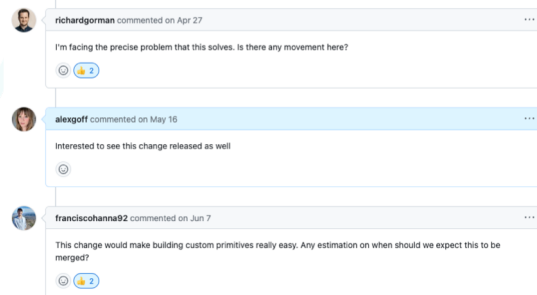 richardgorman commented on Apr 27
I'm facing the precise problem that this solves. Is there any movement here?
2
alexgoff commented on May 16
Interested to see this change released as well
franciscohanna92 commented on Jun 7
This change would make building custom primitives really easy. Any estimation on when should we expect this to be
merged?
2